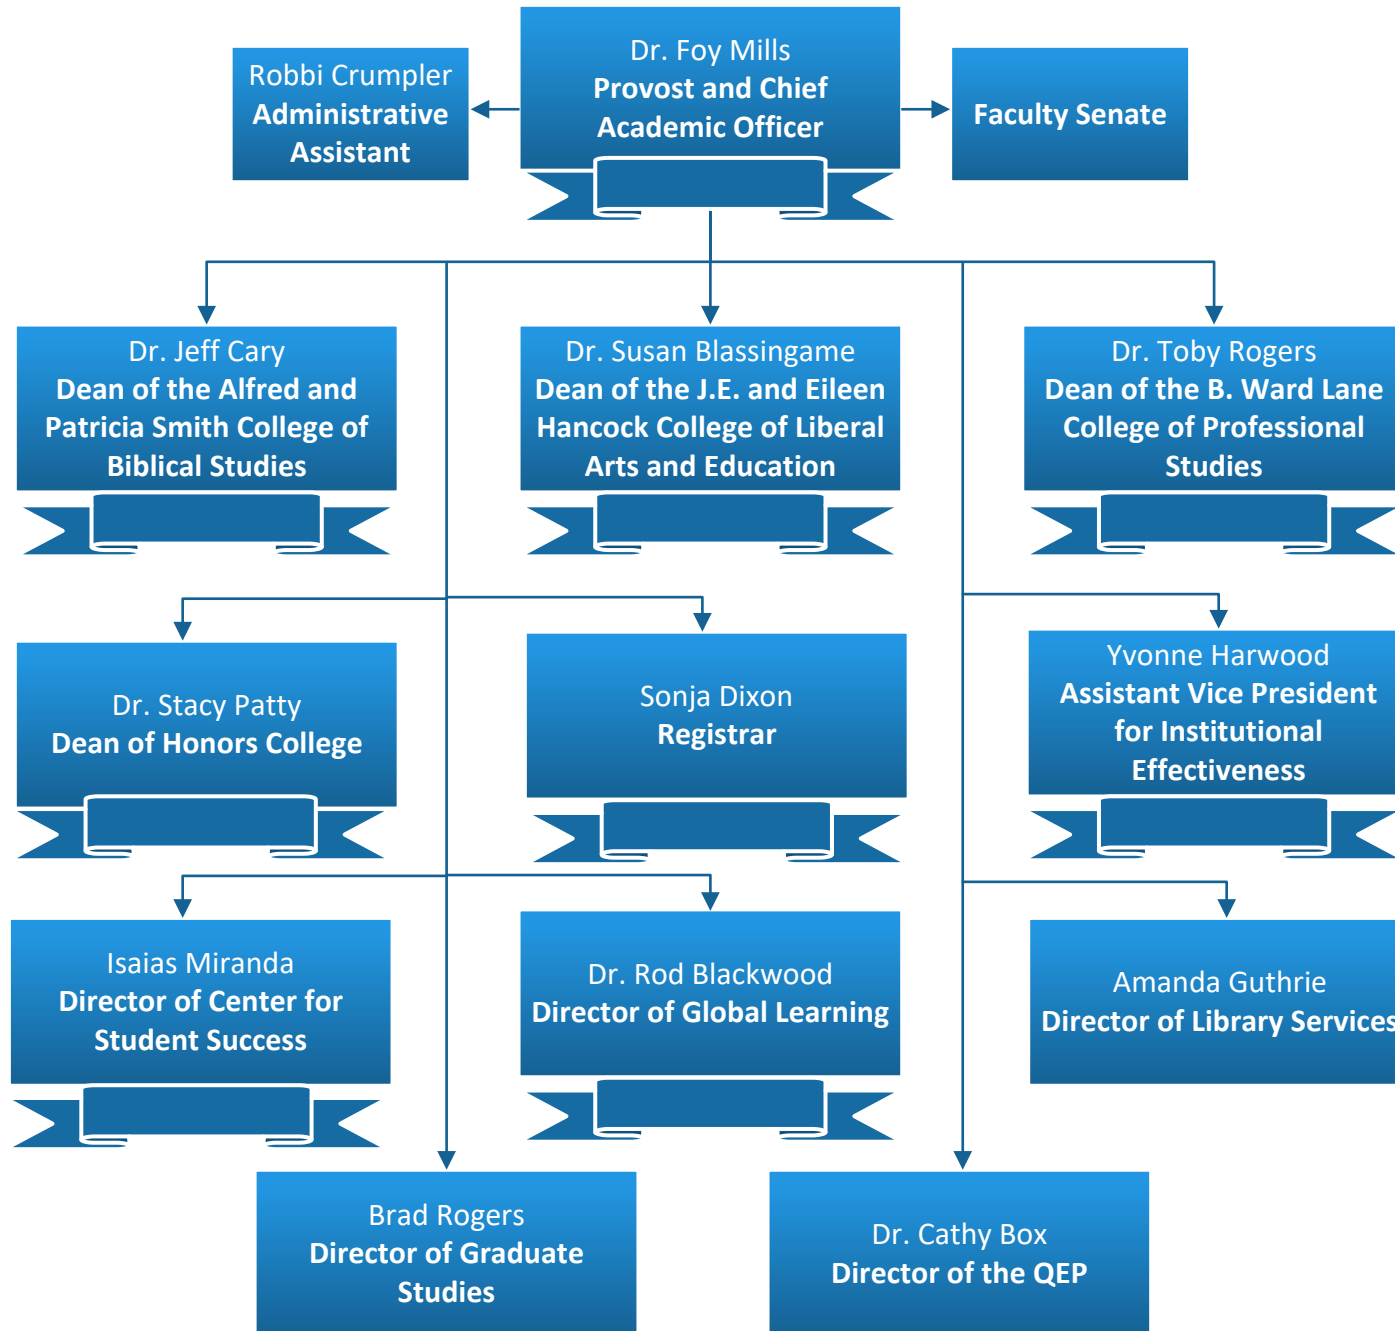 Robbi Crumpler
Administrative
Assistant
Dr. Foy Mills
Provost and Chief
Academic Officer
Faculty Senate
Dr. Jeff Cary
Dean of the Alfred and
Patricia Smith College of
Biblical Studies
Dr. Susan Blassingame
Dean of the J.E. and Eileen
Hancock College of Liberal
Arts and Education
Dr. Toby Rogers
Dean of the B. Ward Lane
College of Professional
Studies
Dr. Stacy Patty
Dean of Honors College
Sonja Dixon
Registrar
Yvonne Harwood
Assistant Vice President
for Institutional
Effectiveness
Isaias Miranda
Director of Center for
Student Success
Dr. Rod Blackwood
Director of Global Learning
Amanda Guthrie
Director of Library Services
Brad Rogers
Director of Graduate
Studies
Dr. Cathy Box
Director of the QEP